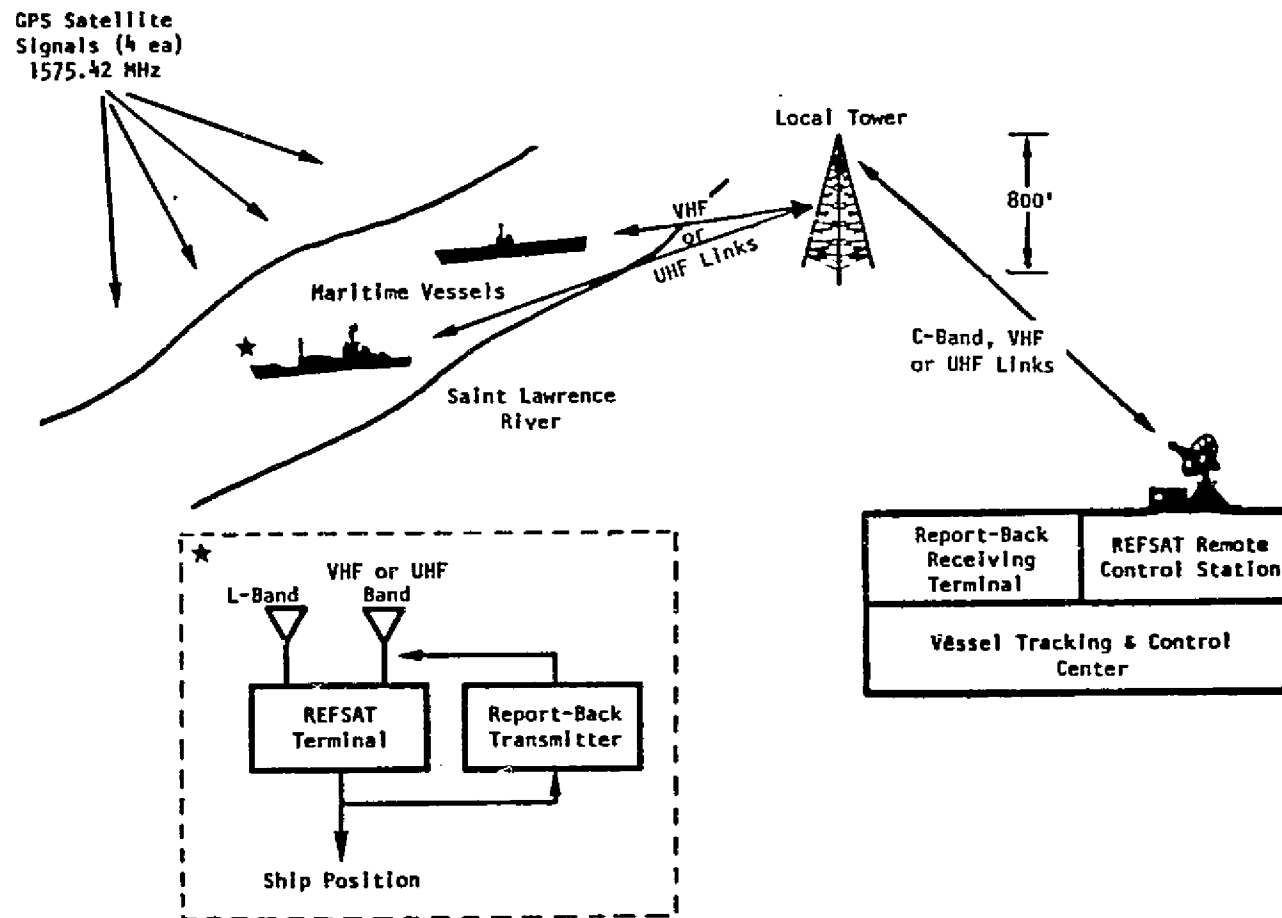 GPS Satellite
Signals (4 ea)
1575.42 MHz
Local Tower
800'
VHF
or
UHF Links
Maritime Vessels
C-Band, VHF
or UHF Links
Saint Lawrence
River
★
★
VHF or UHF
Band
L-Band
REFSAT
Terminal
Report-Back
Transmitter
Ship Position
Report-Back
Receiving
Terminal
REFSAT Remote
Control Station
Vessel Tracking & Control
Center